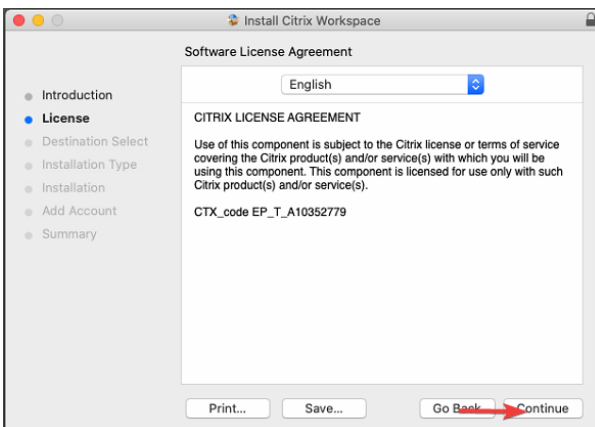 Install Citrix Workspace
Software License Agreement
English
Introduction
License
Destination Select
Installation Type
Installation
Add Account
Summary
CITRIX LICENSE AGREEMENT
Use of this component is subject to the Citrix license or terms of service
covering the Citrix product(s) and/or service(s) with which you will be
using this component. This component is licensed for use only with such
Citrix product(s) and/or service(s).
CTX_code EP_T_A10352779
Print...
Save...
Go Back
Continue